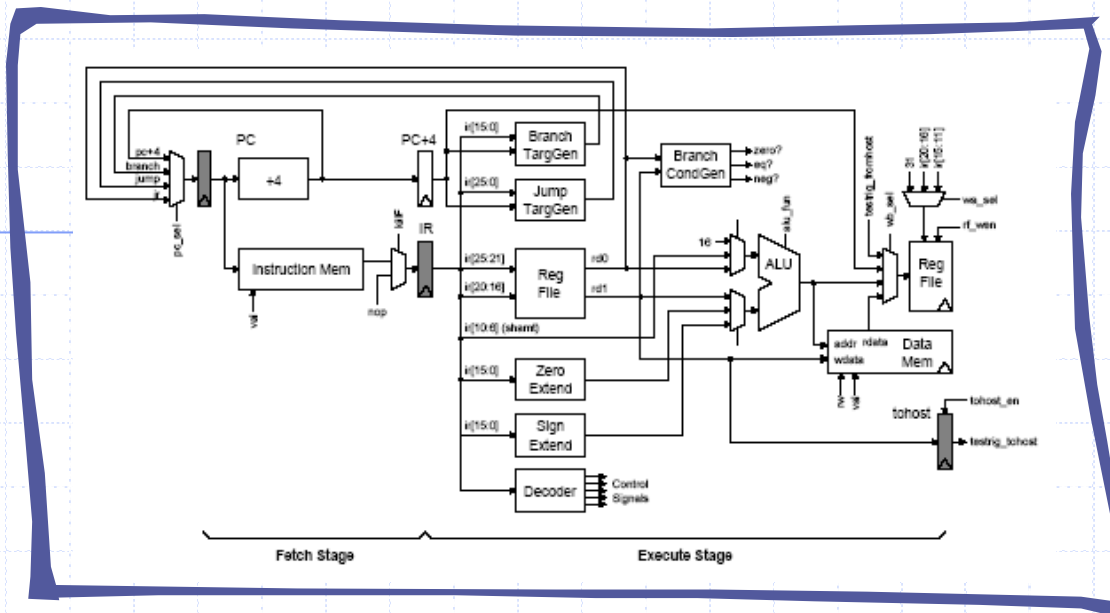 PC
PC+4
pc+4
branch
jump
jr
pc_sel
+4
Instruction Mem
val
nop
IR
ir[15:0]
Branch
TargGen
ir[25:0]
Jump
TargGen
ir[25:21]
ir[20:16]
Reg
File
rd0
rd1
ir[10:6] (shamt)
ir[15:0]
Zero
Extend
ir[15:0]
Sign
Extend
Decoder
Control
Signals
Branch
CondGen
zero?
eq?
neg?
16
ALU
alu_fun
testrig_fromhost
wb_sel
31
ir[20:16]
ir[15:11]
wa_sel
rf_wen
Reg
File
addr
rdata
wdata
Data
Mem
rw
val
tohost
tohost_en
testrig_tohost
Fetch Stage
Execute Stage